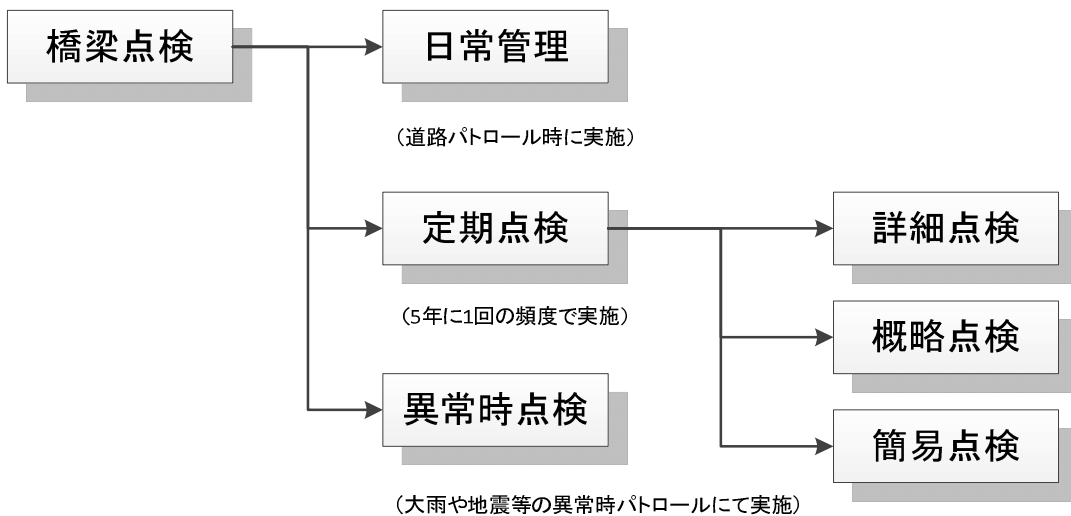 橋梁点検
日常管理
（道路パトロール時に実施）
定期点検
（5年に1回の頻度で実施）
異常時点検
（大雨や地震等の異常時パトロールにて実施）
詳細点検
概略点検
簡易点検